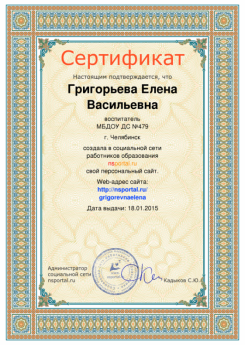 Сертификат
Настоящим подтверждается, что
Григорьева Елена
Васильевна
воспитатель
МБДОУ ДС №479
г. Челябинск
создала в социальной сети
работников образования
nsportal.ru
свой персональный сайт.
Web-адрес сайта:
http://nsportal.ru/
grigorevnaelena
Дата выдачи: 18.01.2015
Администратор
социальной сети
nsportal.ru
Кадыков С.Ю.